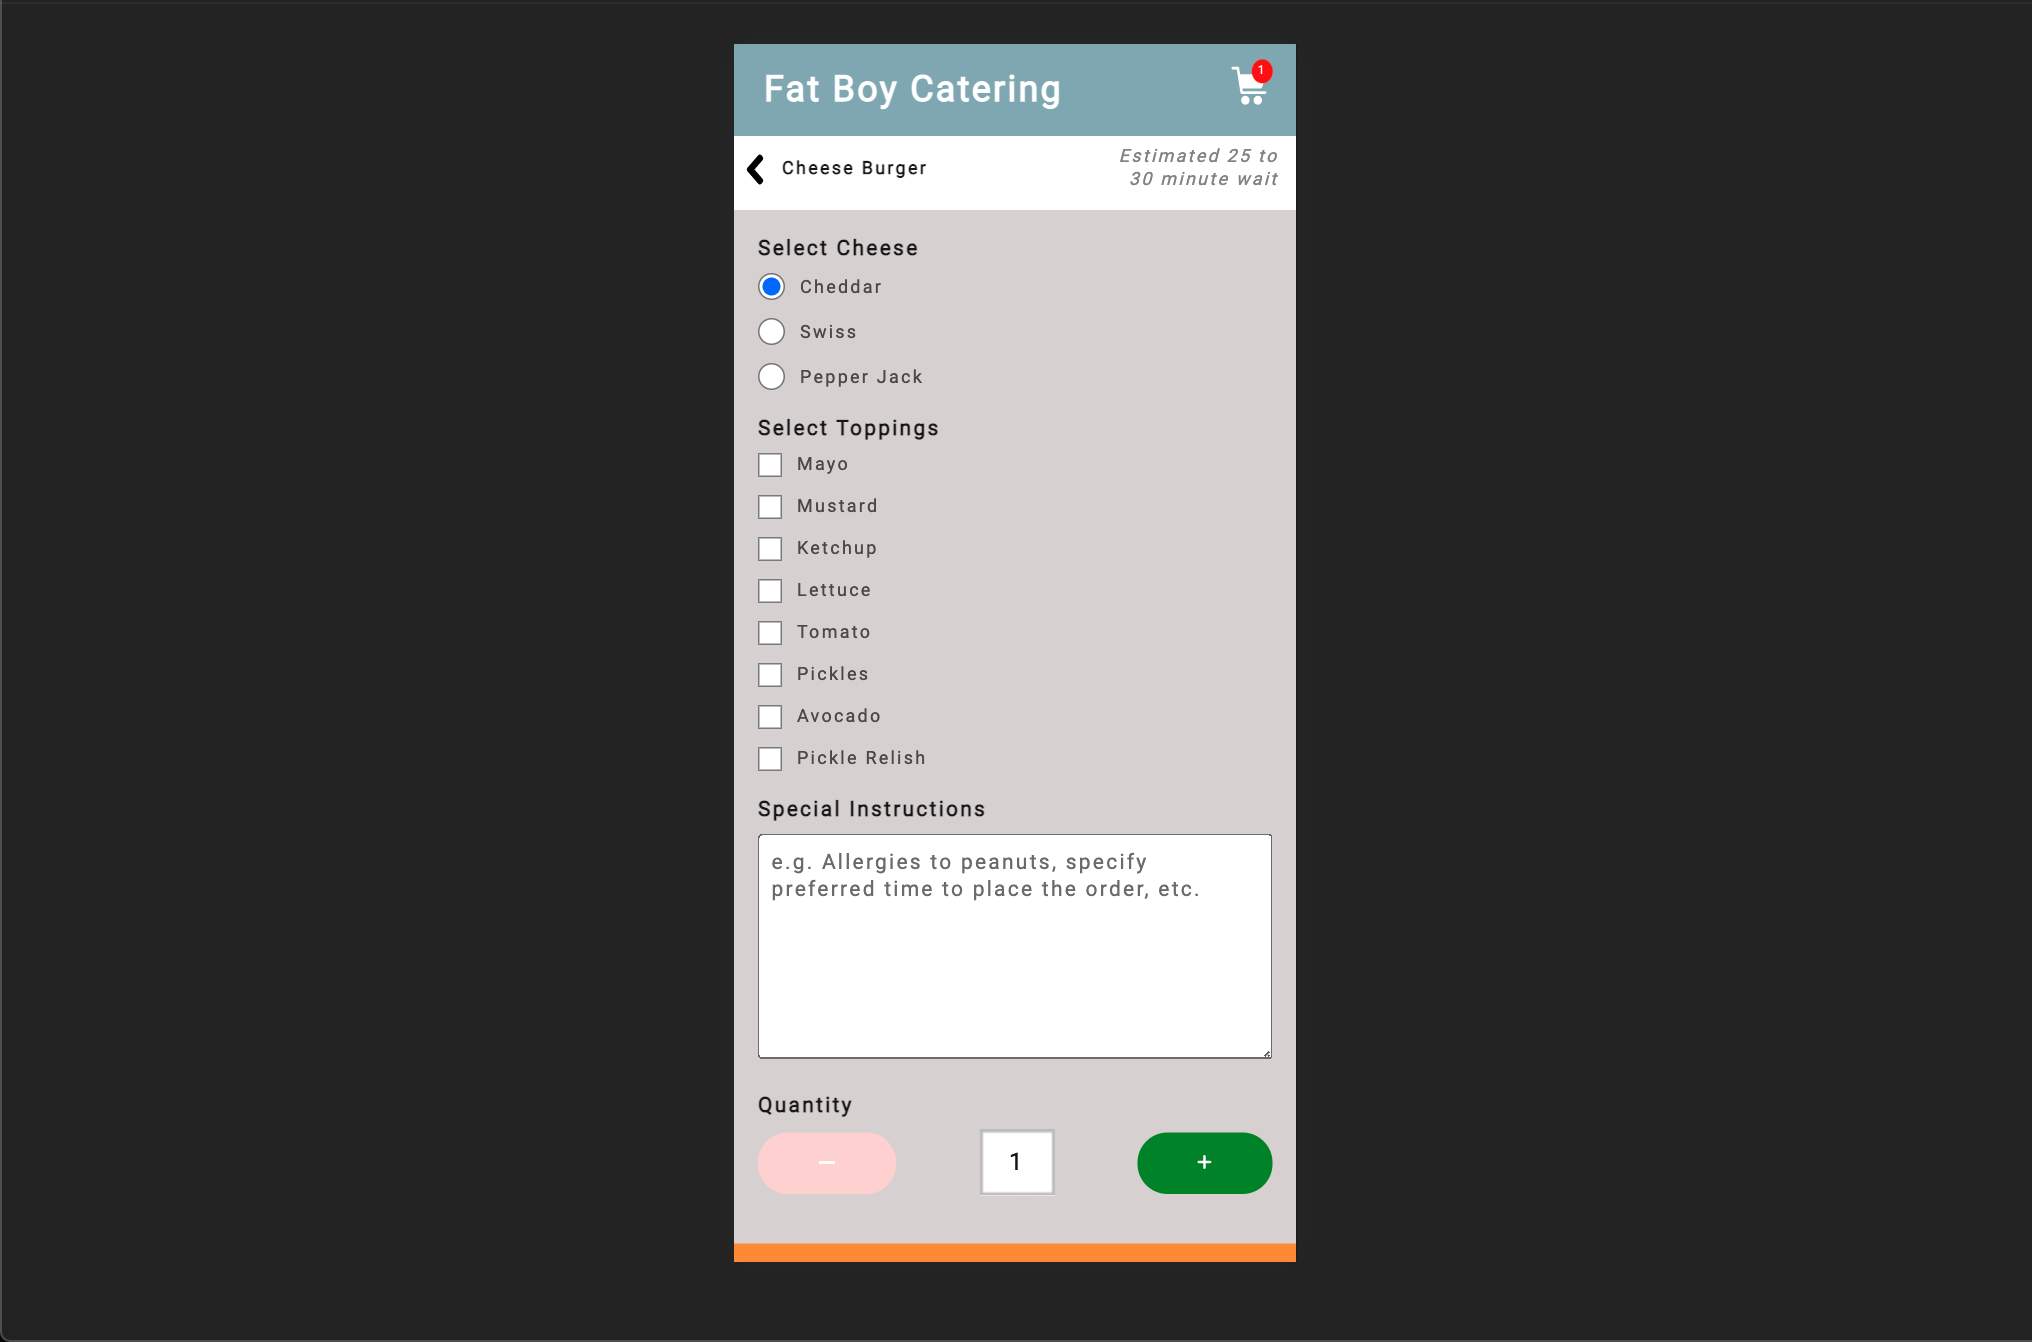 Fat Boy Catering
1
Cheese Burger
Estimated 25 to
30 minute wait
Select Cheese
Cheddar
Swiss
Pepper Jack
Select Toppings
Mayo
Mustard
Ketchup
Lettuce
Tomato
Pickles
Avocado
Pickle Relish
Special Instructions
e.g. Allergies to peanuts, specify
preferred time to place the order, etc.
Quantity
− 1 +